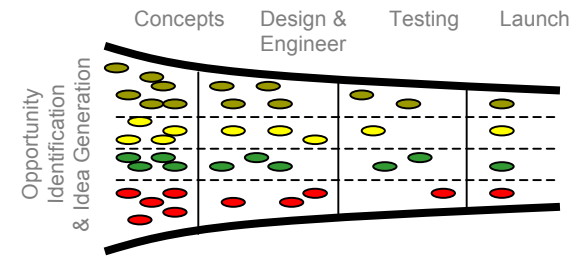 Concepts
Design &
Engineer
Testing
Launch
Opportunity
Identification
& Idea Generation